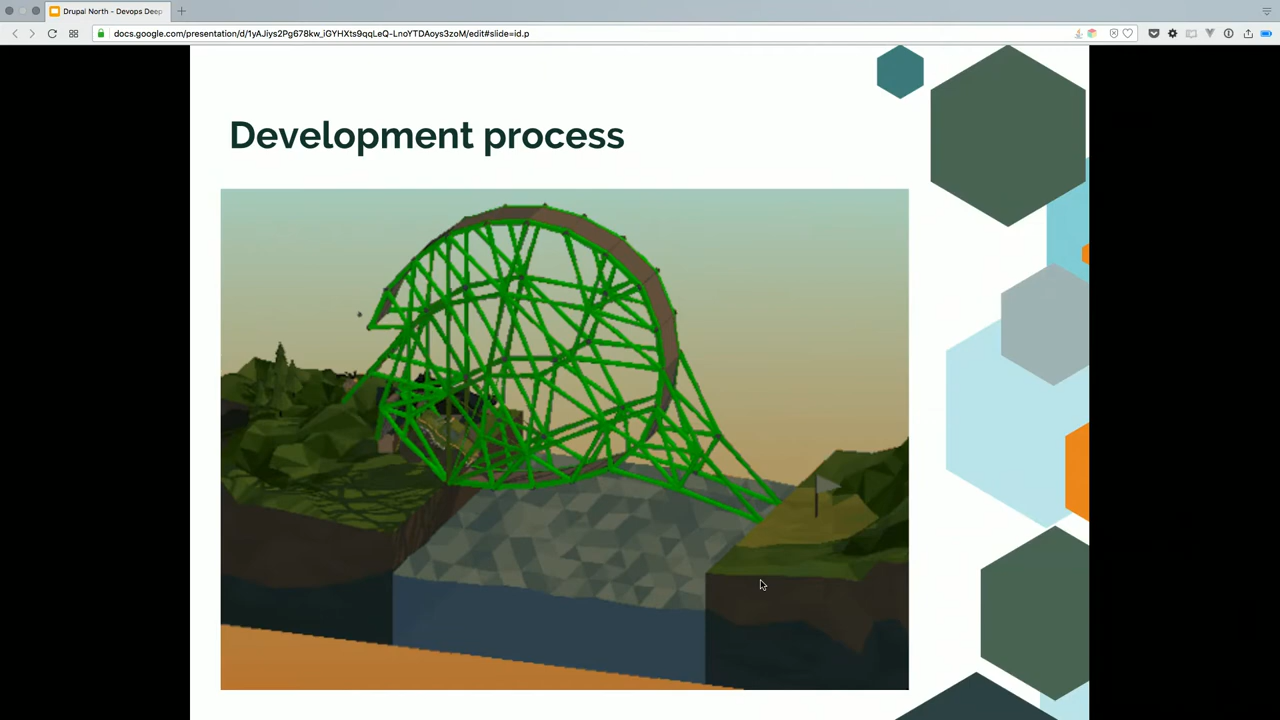 Drupal North - Devops Deep
docs.google.com/presentation/d/1yAJiys2Pg678kw_iGYHXts9qqLeQ-LnoYTDAoys3zoM/edit#slide=id.p
Development process